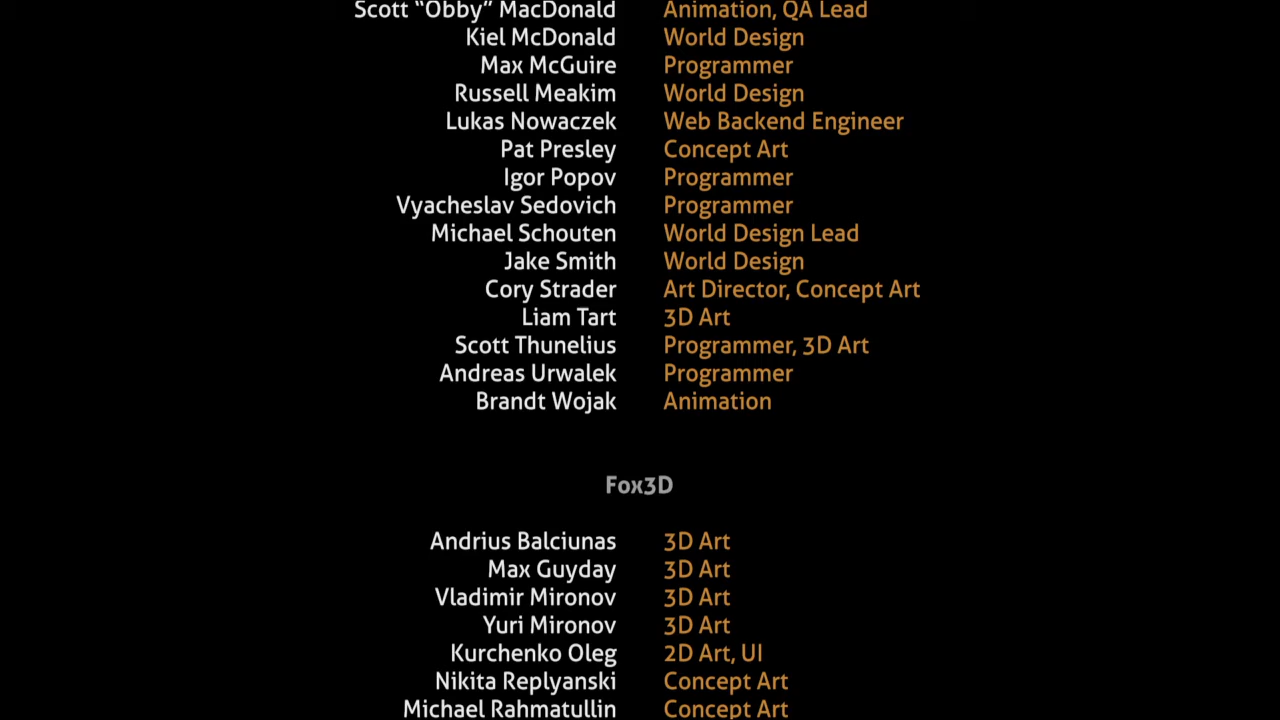 Scott “Obby” MacDonald Animation, QA Lead
Kiel McDonald World Design
Max McGuire Programmer
Russell Meakim World Design
Lukas Nowaczek Web Backend Engineer
Pat Presley Concept Art
Igor Popov Programmer
Vyacheslav Sedovich Programmer
Michael Schouten World Design Lead
Jake Smith World Design
Cory Strader Art Director, Concept Art
Liam Tart 3D Art
Scott Thunelius Programmer, 3D Art
Andreas Urwalek Programmer
Brandt Wojak Animation
Fox3D
Andrius Balciunas 3D Art
Max Guyday 3D Art
Vladimir Mironov 3D Art
Yuri Mironov 3D Art
Kurchenko Oleg 2D Art, UI
Nikita Replyanski Concept Art
Michael Rahmatullin Concept Art